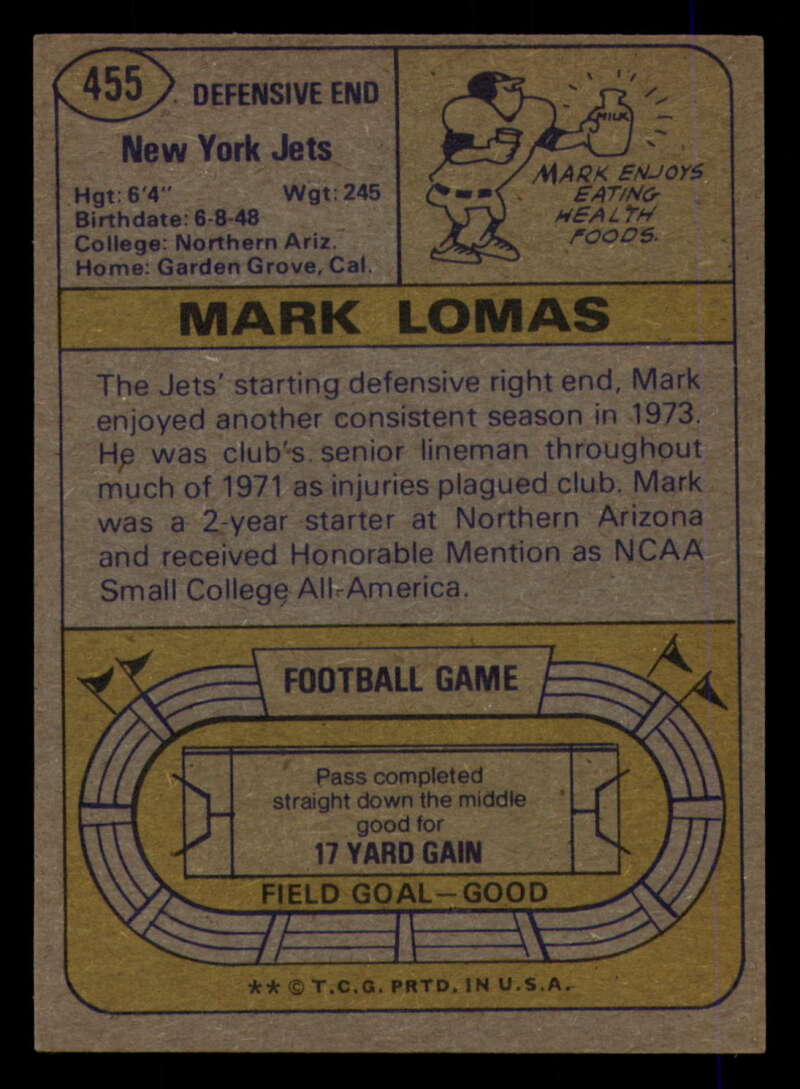 455
DEFENSIVE END
New York Jets
Hgt: 6'4" Wgt: 245
Birthdate: 6-8-48
College: Northern Ariz.
Home: Garden Grove, Cal.
MILK
MARK ENJOYS
EATING
HEALTH
FOODS.
MARK LOMAS
The Jets' starting defensive right end, Mark
enjoyed another consistent season in 1973.
He was club's senior lineman throughout
much of 1971 as injuries plagued club. Mark
was a 2-year starter at Northern Arizona
and received Honorable Mention as NCAA
Small College All-America.
FOOTBALL GAME
Pass completed
straight down the middle
good for
17 YARD GAIN
FIELD GOAL—GOOD
** © T.C.G. PRTD. IN U.S.A.